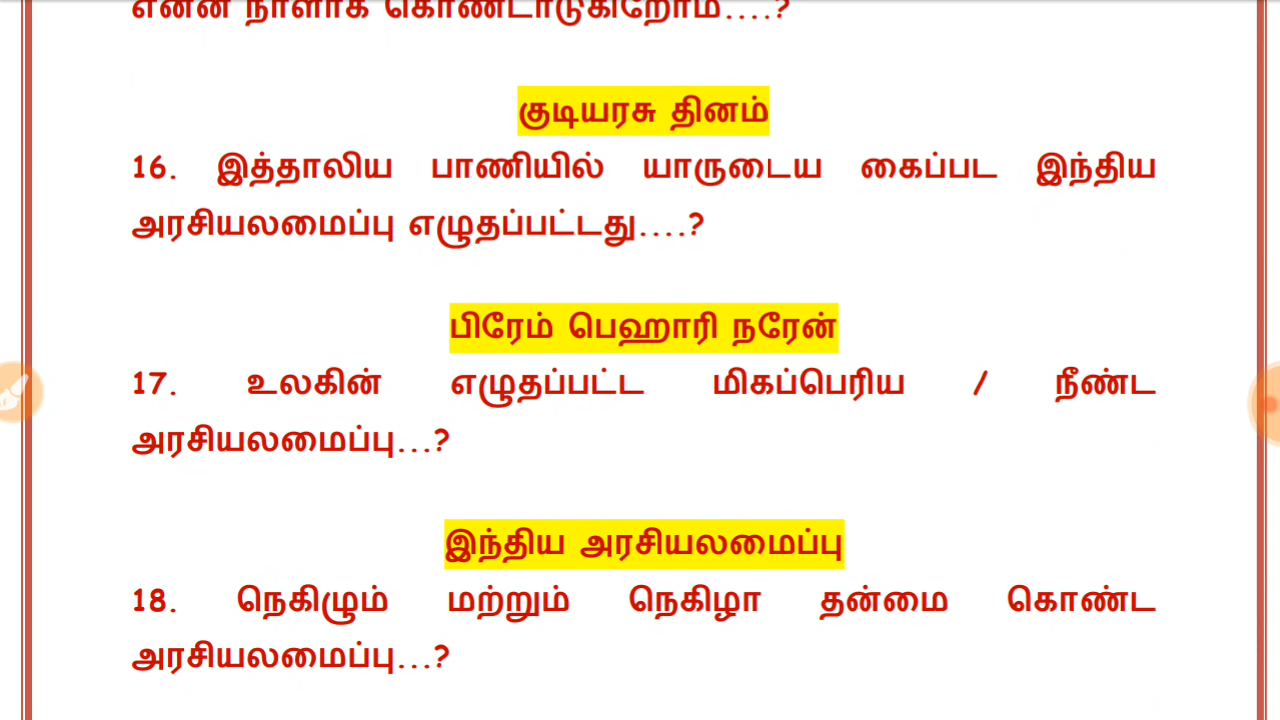 என்ன நாளாக கொண்டாடுகிறோம்....?
குடியரசு தினம்
16. இத்தாலிய பாணியில் யாருடைய கைப்பட இந்திய
அரசியலமைப்பு எழுதப்பட்டது....?
பிரேம் பெஹாரி நரேன்
17. உலகின் எழுதப்பட்ட மிகப்பெரிய / நீண்ட
அரசியலமைப்பு...?
இந்திய அரசியலமைப்பு
18. நெகிழும் மற்றும் நெகிழா தன்மை கொண்ட
அரசியலமைப்பு...?